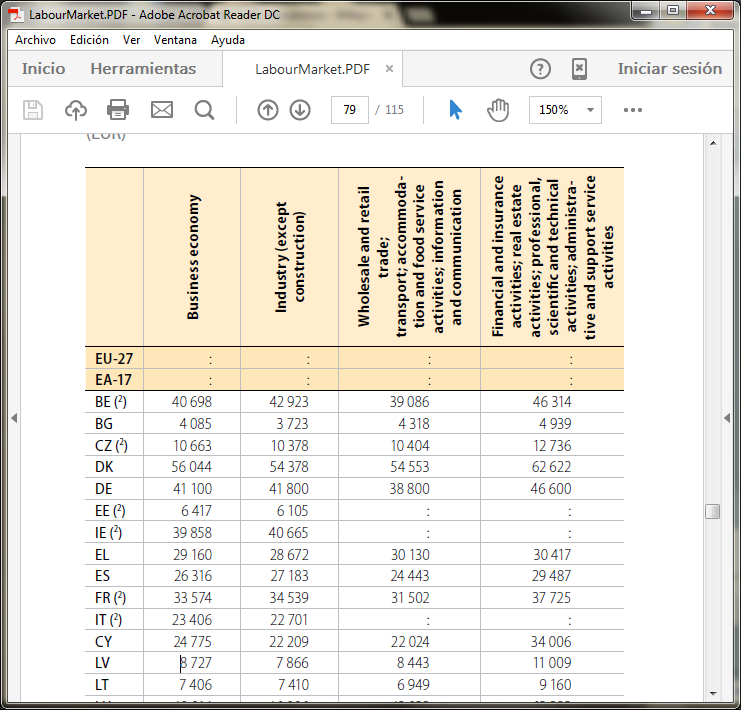 LabourMarket.PDF - Adobe Acrobat Reader DC
Archivo Edición Ver Ventana Ayuda
Inicio Herramientas LabourMarket.PDF × ? Iniciar sesión
79 / 115 150%
(EUR)
Business economy
Industry (except
construction)
Wholesale and retail
trade;
transport; accommoda-
tion and food service
activities; information
and communication
Financial and insurance
activities; real estate
activities; professional,
scientific and technical
activities; administra-
tive and support service
activities
EU-27 : : : :
EA-17 : : : :
BE (²) 40 698 42 923 39 086 46 314
BG 4 085 3 723 4 318 4 939
CZ (²) 10 663 10 378 10 404 12 736
DK 56 044 54 378 54 553 62 622
DE 41 100 41 800 38 800 46 600
EE (²) 6 417 6 105 : :
IE (²) 39 858 40 665 : :
EL 29 160 28 672 30 130 30 417
ES 26 316 27 183 24 443 29 487
FR (²) 33 574 34 539 31 502 37 725
IT (²) 23 406 22 701 : :
CY 24 775 22 209 22 024 34 006
LV 8 727 7 866 8 443 11 009
LT 7 406 7 410 6 949 9 160